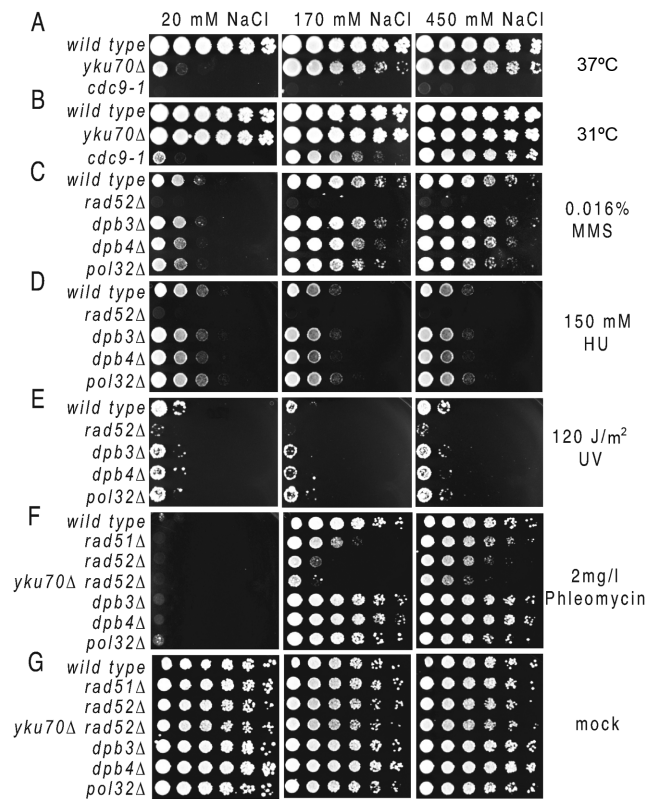 20 mM NaCl 170 mM NaCl 450 mM NaCl
A
wild type
yku70Δ
cdc9-1
37ºC
B
wild type
yku70Δ
cdc9-1
31ºC
C
wild type
rad52Δ
dpb3Δ
dpb4Δ
pol32Δ
0.016%
MMS
D
wild type
rad52Δ
dpb3Δ
dpb4Δ
pol32Δ
150 mM
HU
E
wild type
rad52Δ
dpb3Δ
dpb4Δ
pol32Δ
120 J/m²
UV
F
wild type
rad51Δ
rad52Δ
yku70Δ rad52Δ
dpb3Δ
dpb4Δ
pol32Δ
2mg/l
Phleomycin
G
wild type
rad51Δ
rad52Δ
yku70Δ rad52Δ
dpb3Δ
dpb4Δ
pol32Δ
mock